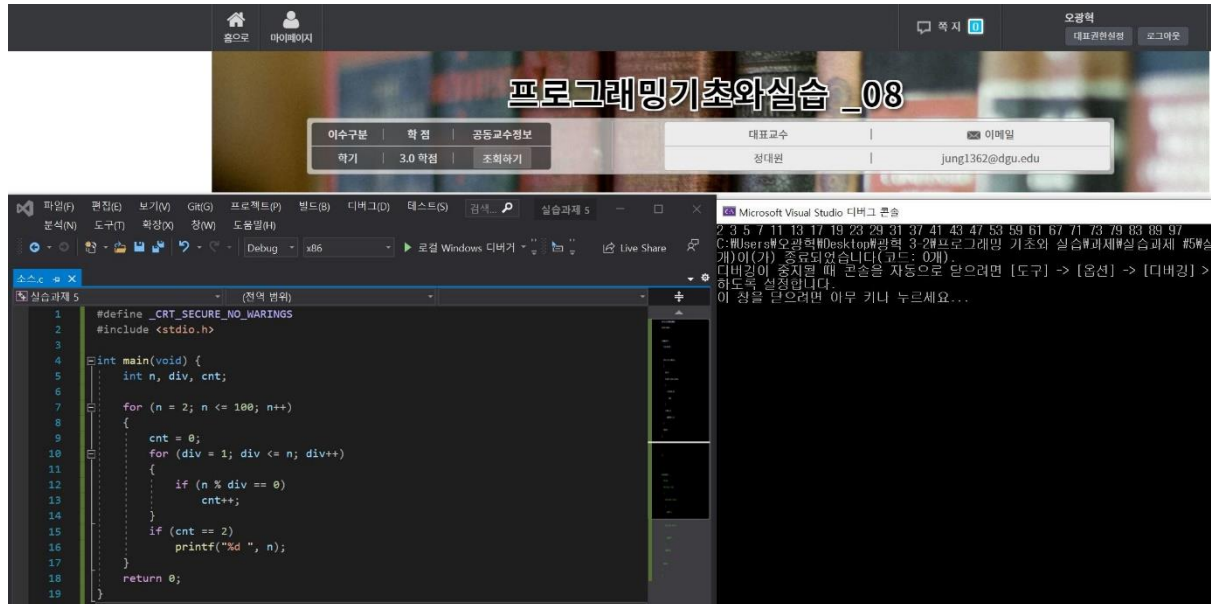 홈으로 마이페이지 쪽지 0 오광혁
대표권한설정 로그아웃
프로그래밍기초와실습 _08
이수구분 | 학 점 | 공동교수정보 대표교수 | 이메일
학기 | 3.0 학점 | 조회하기 정대원 | jung1362@dgu.edu
파일(F) 편집(E) 보기(V) Git(G) 프로젝트(P) 빌드(B) 디버그(D) 테스트(S) 검색... 실습과제 5
분석(N) 도구(T) 확장(X) 창(W) 도움말(H)
Debug x86 로컬 Windows 디버거 Live Share
소스.c
실습과제 5 (전역 범위)
1 #define _CRT_SECURE_NO_WARINGS
2 #include <stdio.h>
3
4 int main(void) {
5 int n, div, cnt;
6
7 for (n = 2; n <= 100; n++)
8 {
9 cnt = 0;
10 for (div = 1; div <= n; div++)
11 {
12 if (n % div == 0)
13 cnt++;
14 }
15 if (cnt == 2)
16 printf("%d ", n);
17 }
18 return 0;
19 }
Microsoft Visual Studio 디버그 콘솔
2 3 5 7 11 13 17 19 23 29 31 37 41 43 47 53 59 61 67 71 73 79 83 89 97
C:₩Users₩오광혁₩Desktop₩광혁 3-2₩프로그래밍 기초와 실습₩과제₩실습과제 #5₩실
개)이(가) 종료되었습니다(코드: 0개).
디버깅이 중지될 때 콘솔을 자동으로 닫으려면 [도구] -> [옵션] -> [디버깅] >
하도록 설정합니다.
이 창을 닫으려면 아무 키나 누르세요...